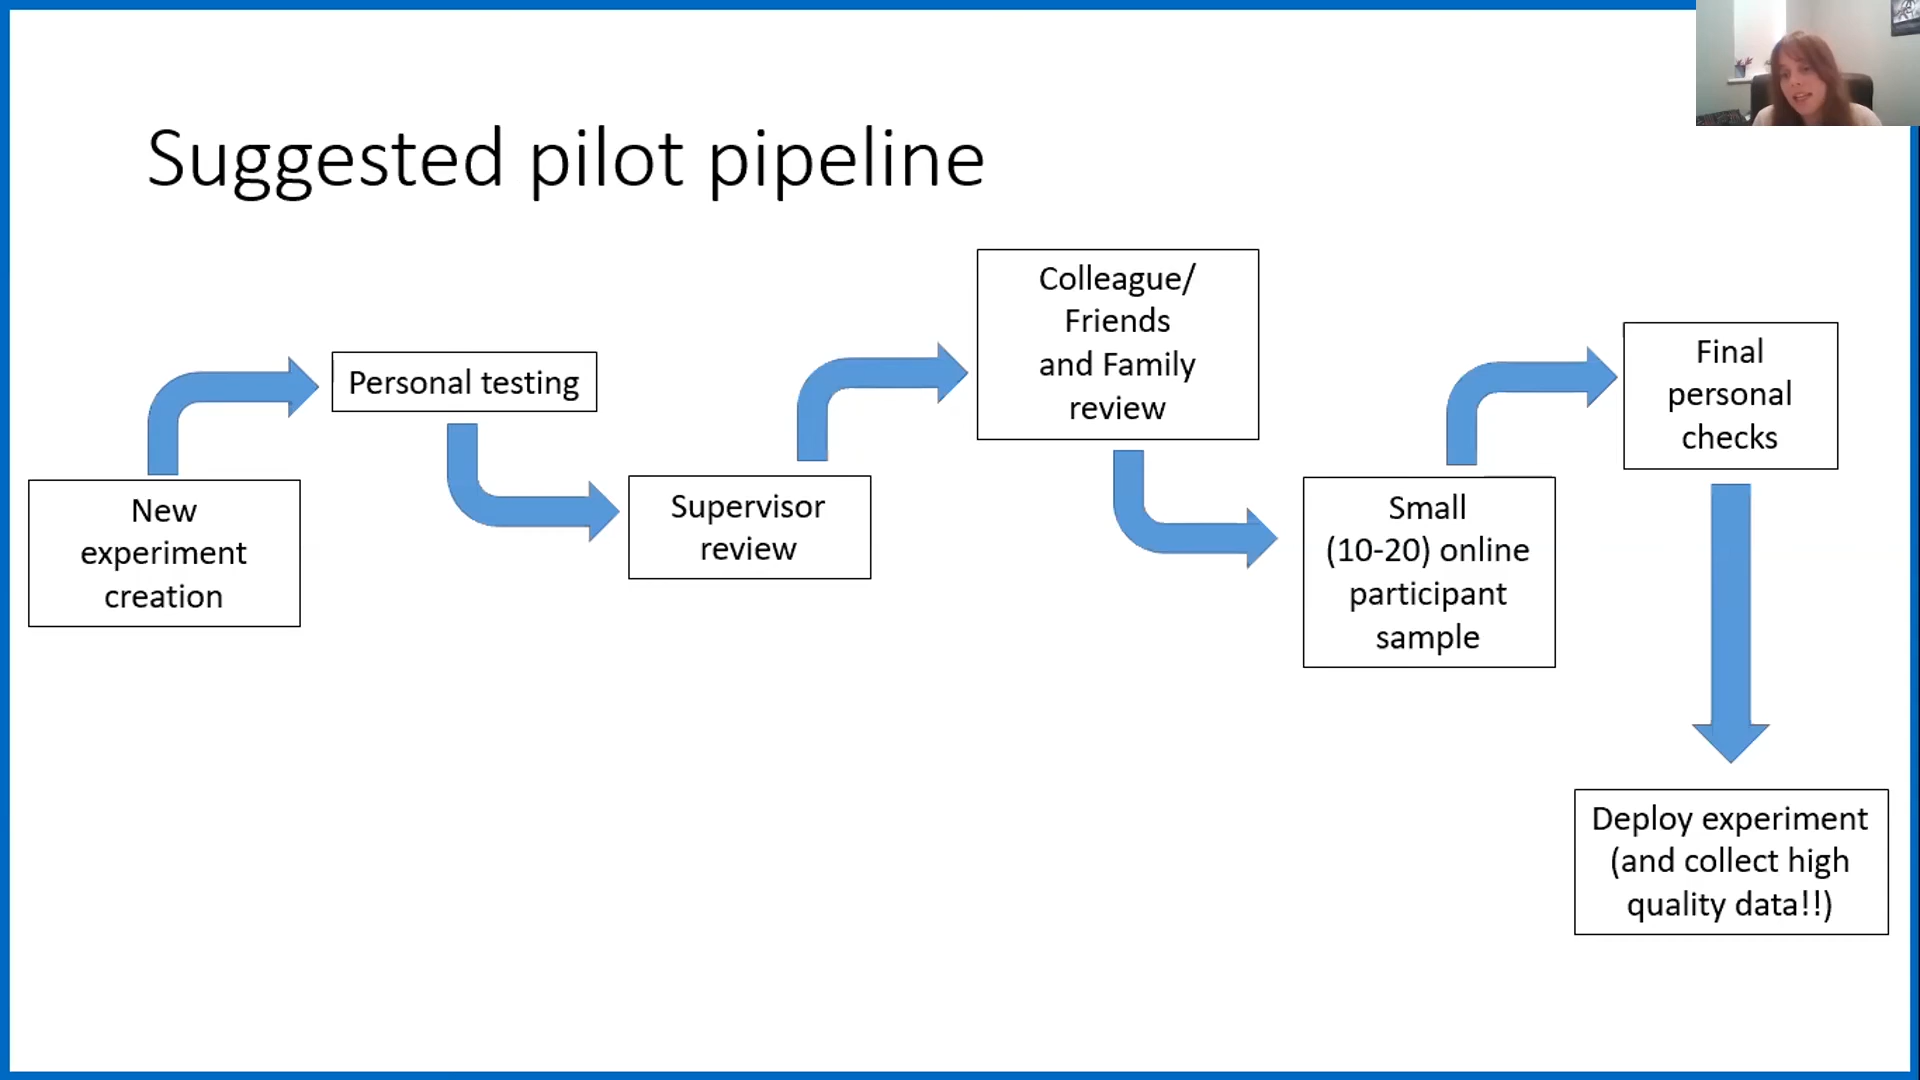 Suggested pilot pipeline
New
experiment
creation
Personal testing
Supervisor
review
Colleague/
Friends
and Family
review
Small
(10-20) online
participant
sample
Final
personal
checks
Deploy experiment
(and collect high
quality data!!)